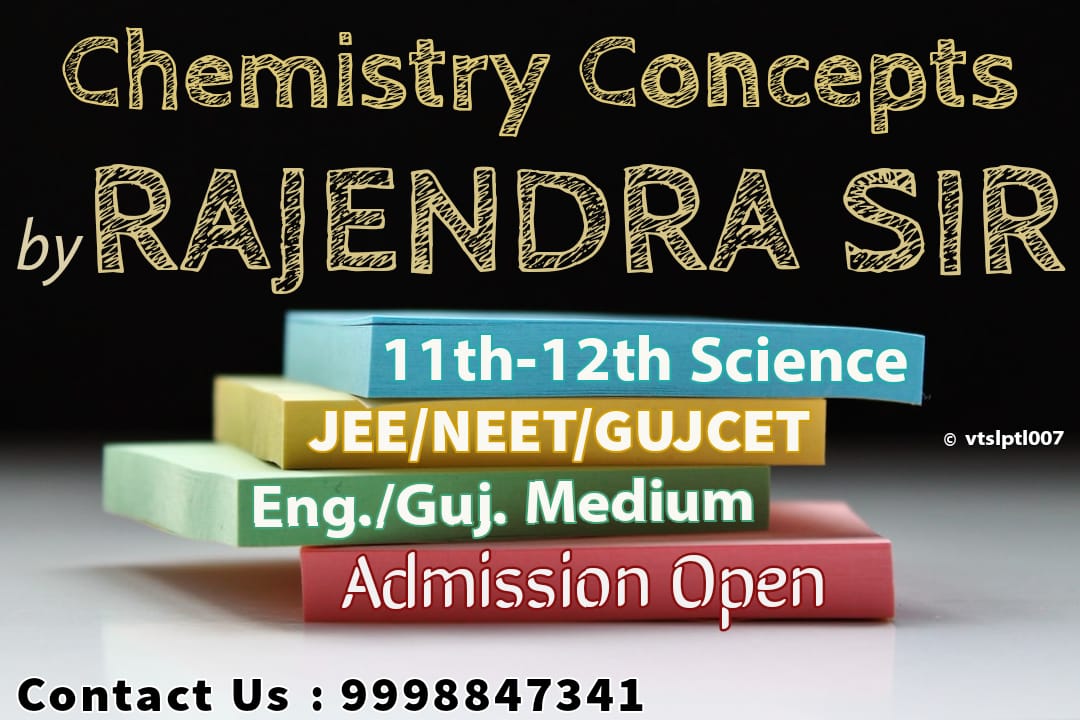 Chemistry Concepts
by RAJENDRA SIR
11th-12th Science
JEE/NEET/GUJCET
© vtslptl007
Eng./Guj. Medium
Admission Open
Contact Us : 9998847341